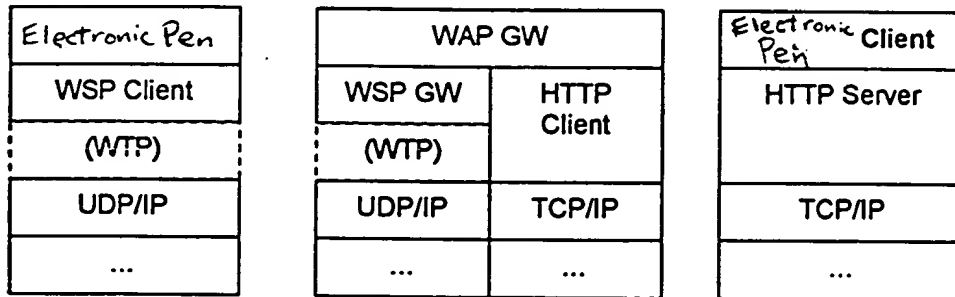 Electronic Pen
WSP Client
(WTP)
UDP/IP
...
WAP GW
WSP GW
(WTP)
UDP/IP
...
HTTP
Client
TCP/IP
...
Electronic Client
Pen
HTTP Server
TCP/IP
...